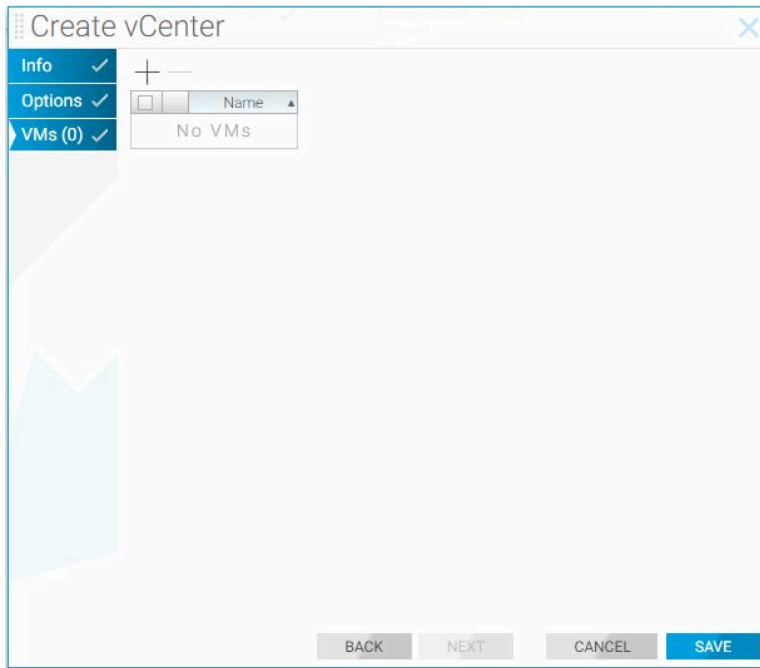 Create vCenter
Info
Options
VMs (0)
Name
No VMs
BACK NEXT CANCEL SAVE